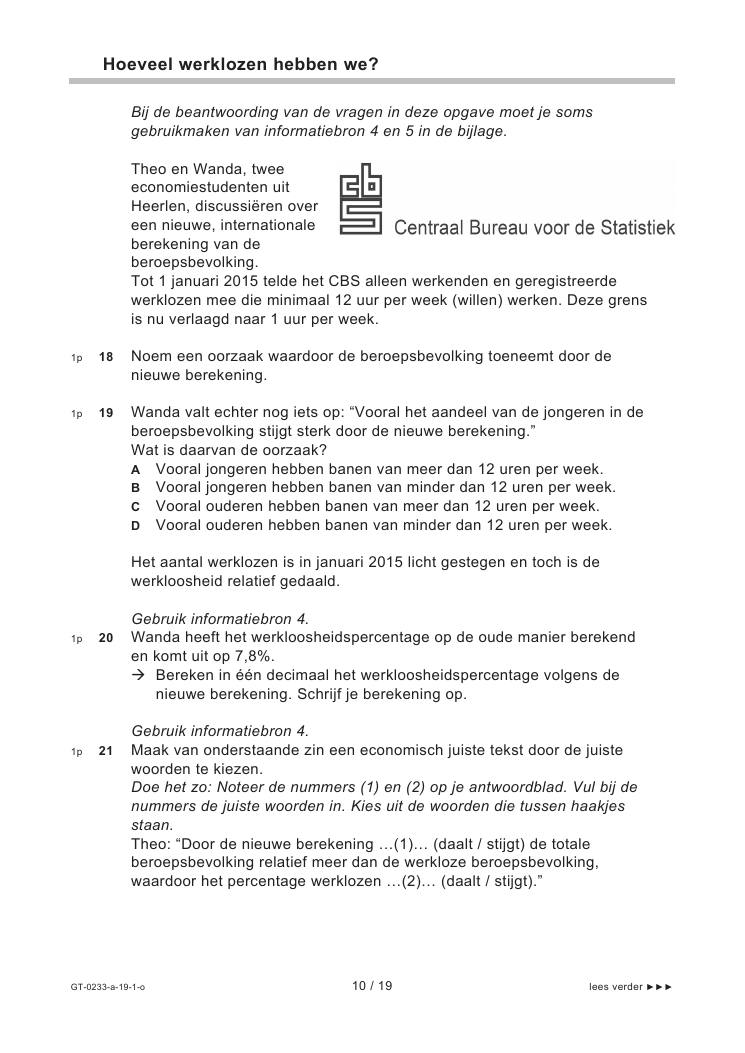 Hoeveel werklozen hebben we?
Bij de beantwoording van de vragen in deze opgave moet je soms
gebruikmaken van informatiebron 4 en 5 in de bijlage.
Theo en Wanda, twee
economiestudenten uit
Heerlen, discussiëren over
een nieuwe, internationale
berekening van de
beroepsbevolking.
cbs
Centraal Bureau voor de Statistiek
Tot 1 januari 2015 telde het CBS alleen werkenden en geregistreerde
werklozen mee die minimaal 12 uur per week (willen) werken. Deze grens
is nu verlaagd naar 1 uur per week.
1p 18 Noem een oorzaak waardoor de beroepsbevolking toeneemt door de
nieuwe berekening.
1p 19 Wanda valt echter nog iets op: “Vooral het aandeel van de jongeren in de
beroepsbevolking stijgt sterk door de nieuwe berekening.”
Wat is daarvan de oorzaak?
A Vooral jongeren hebben banen van meer dan 12 uren per week.
B Vooral jongeren hebben banen van minder dan 12 uren per week.
C Vooral ouderen hebben banen van meer dan 12 uren per week.
D Vooral ouderen hebben banen van minder dan 12 uren per week.
Het aantal werklozen is in januari 2015 licht gestegen en toch is de
werkloosheid relatief gedaald.
Gebruik informatiebron 4.
1p 20 Wanda heeft het werkloosheidspercentage op de oude manier berekend
en komt uit op 7,8%.
→ Bereken in één decimaal het werkloosheidspercentage volgens de
nieuwe berekening. Schrijf je berekening op.
Gebruik informatiebron 4.
1p 21 Maak van onderstaande zin een economisch juiste tekst door de juiste
woorden te kiezen.
Doe het zo: Noteer de nummers (1) en (2) op je antwoordblad. Vul bij de
nummers de juiste woorden in. Kies uit de woorden die tussen haakjes
staan.
Theo: “Door de nieuwe berekening …(1)… (daalt / stijgt) de totale
beroepsbevolking relatief meer dan de werkloze beroepsbevolking,
waardoor het percentage werklozen …(2)… (daalt / stijgt).”
GT-0233-a-19-1-o 10 / 19 lees verder ►►►